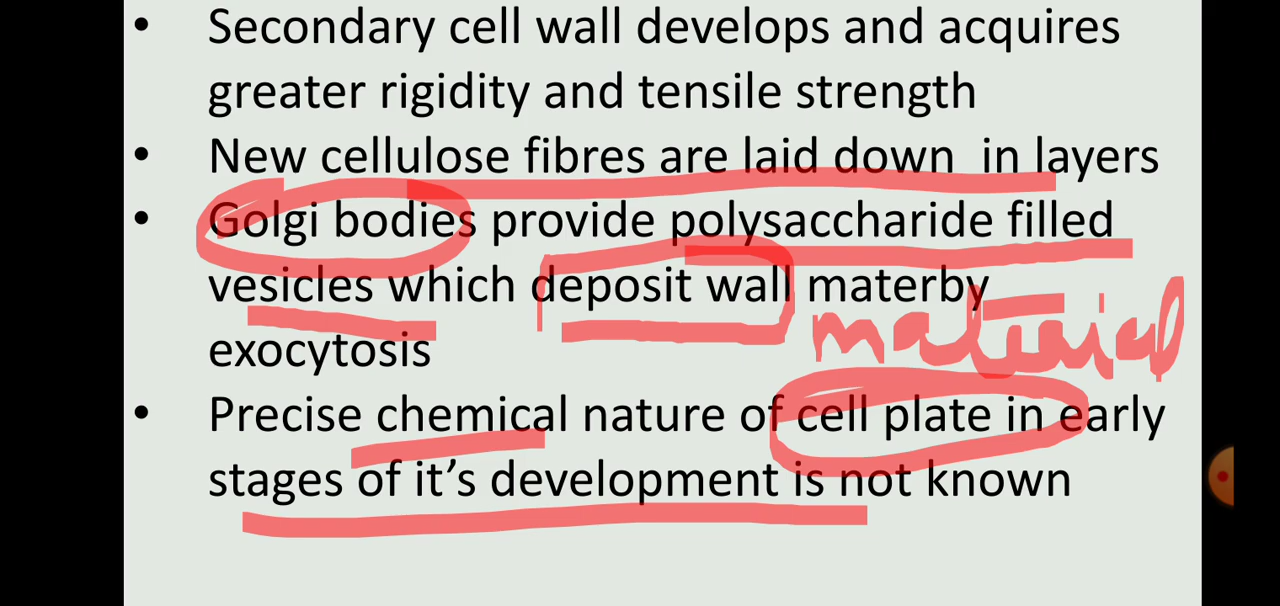 • Secondary cell wall develops and acquires
greater rigidity and tensile strength
• New cellulose fibres are laid down in layers
• Golgi bodies provide polysaccharide filled
vesicles which deposit wall materby
material
exocytosis
• Precise chemical nature of cell plate in early
stages of it's development is not known